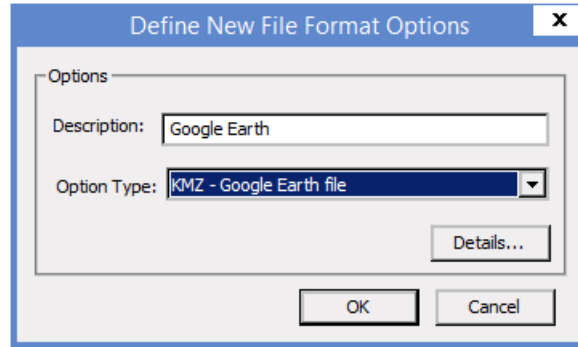 Define New File Format Options
x
Options
Description: Google Earth
Option Type: KMZ - Google Earth file
Details...
OK Cancel